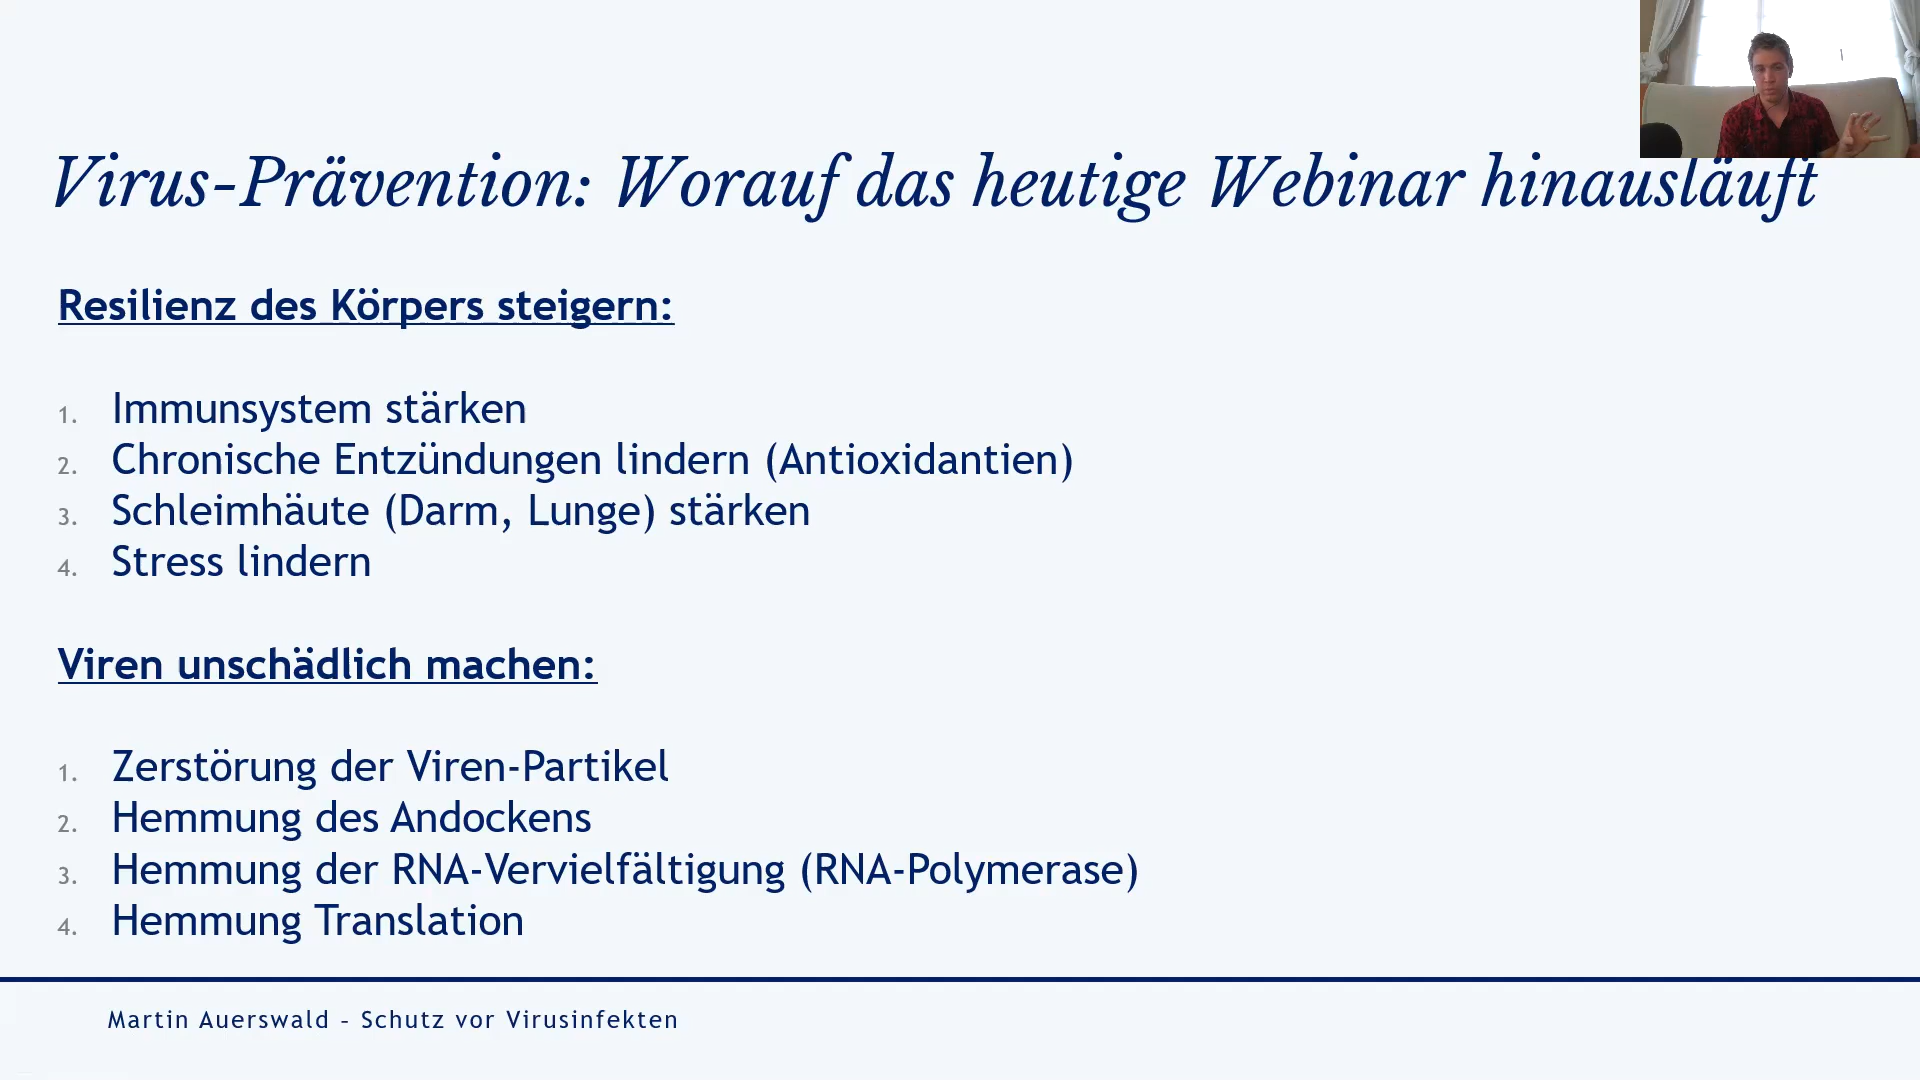 Virus-Prävention: Worauf das heutige Webinar hinausläuft
Resilienz des Körpers steigern:
1. Immunsystem stärken
2. Chronische Entzündungen lindern (Antioxidantien)
3. Schleimhäute (Darm, Lunge) stärken
4. Stress lindern
Viren unschädlich machen:
1. Zerstörung der Viren-Partikel
2. Hemmung des Andockens
3. Hemmung der RNA-Vervielfältigung (RNA-Polymerase)
4. Hemmung Translation
Martin Auerswald – Schutz vor Virusinfekten